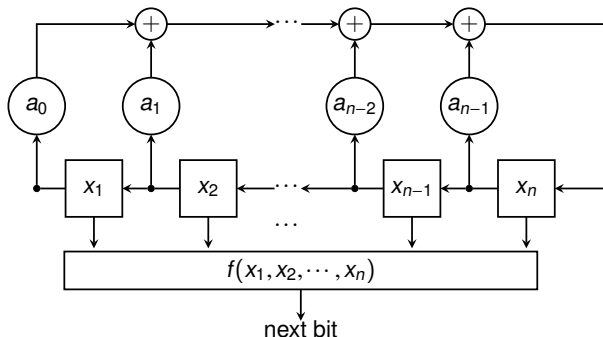 + ⋯ + +
a₀ a₁ aₙ₋₂ aₙ₋₁
x₁ x₂ ⋯ xₙ₋₁ xₙ
⋯
f(x₁, x₂, ⋯ , xₙ)
next bit